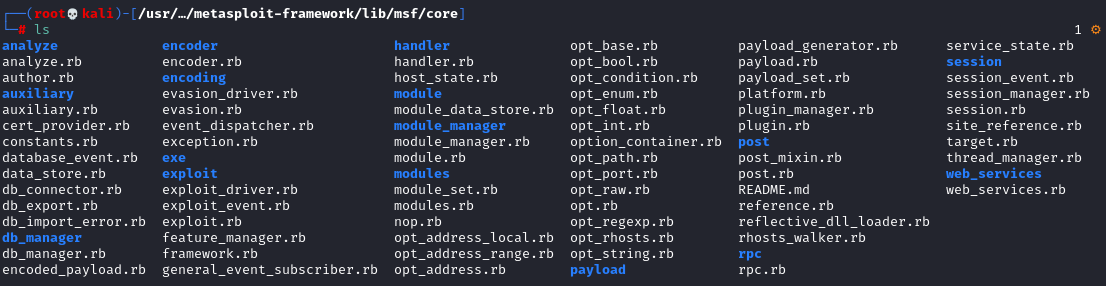 ┌──(root💀kali)-[/usr/…/metasploit-framework/lib/msf/core]
└─# ls 1 ⚙
analyze encoder handler opt_base.rb payload_generator.rb service_state.rb
analyze.rb encoder.rb handler.rb opt_bool.rb payload.rb session
author.rb encoding host_state.rb opt_condition.rb payload_set.rb session_event.rb
auxiliary evasion_driver.rb module opt_enum.rb platform.rb session_manager.rb
auxiliary.rb evasion.rb module_data_store.rb opt_float.rb plugin_manager.rb session.rb
cert_provider.rb event_dispatcher.rb module_manager opt_int.rb plugin.rb site_reference.rb
constants.rb exception.rb module_manager.rb option_container.rb post target.rb
database_event.rb exe module.rb opt_path.rb post_mixin.rb thread_manager.rb
data_store.rb exploit modules opt_port.rb post.rb web_services
db_connector.rb exploit_driver.rb module_set.rb opt_raw.rb README.md web_services.rb
db_export.rb exploit_event.rb modules.rb opt.rb reference.rb
db_import_error.rb exploit.rb nop.rb opt_regexp.rb reflective_dll_loader.rb
db_manager feature_manager.rb opt_address_local.rb opt_rhosts.rb rhosts_walker.rb
db_manager.rb framework.rb opt_address_range.rb opt_string.rb rpc
encoded_payload.rb general_event_subscriber.rb opt_address.rb payload rpc.rb